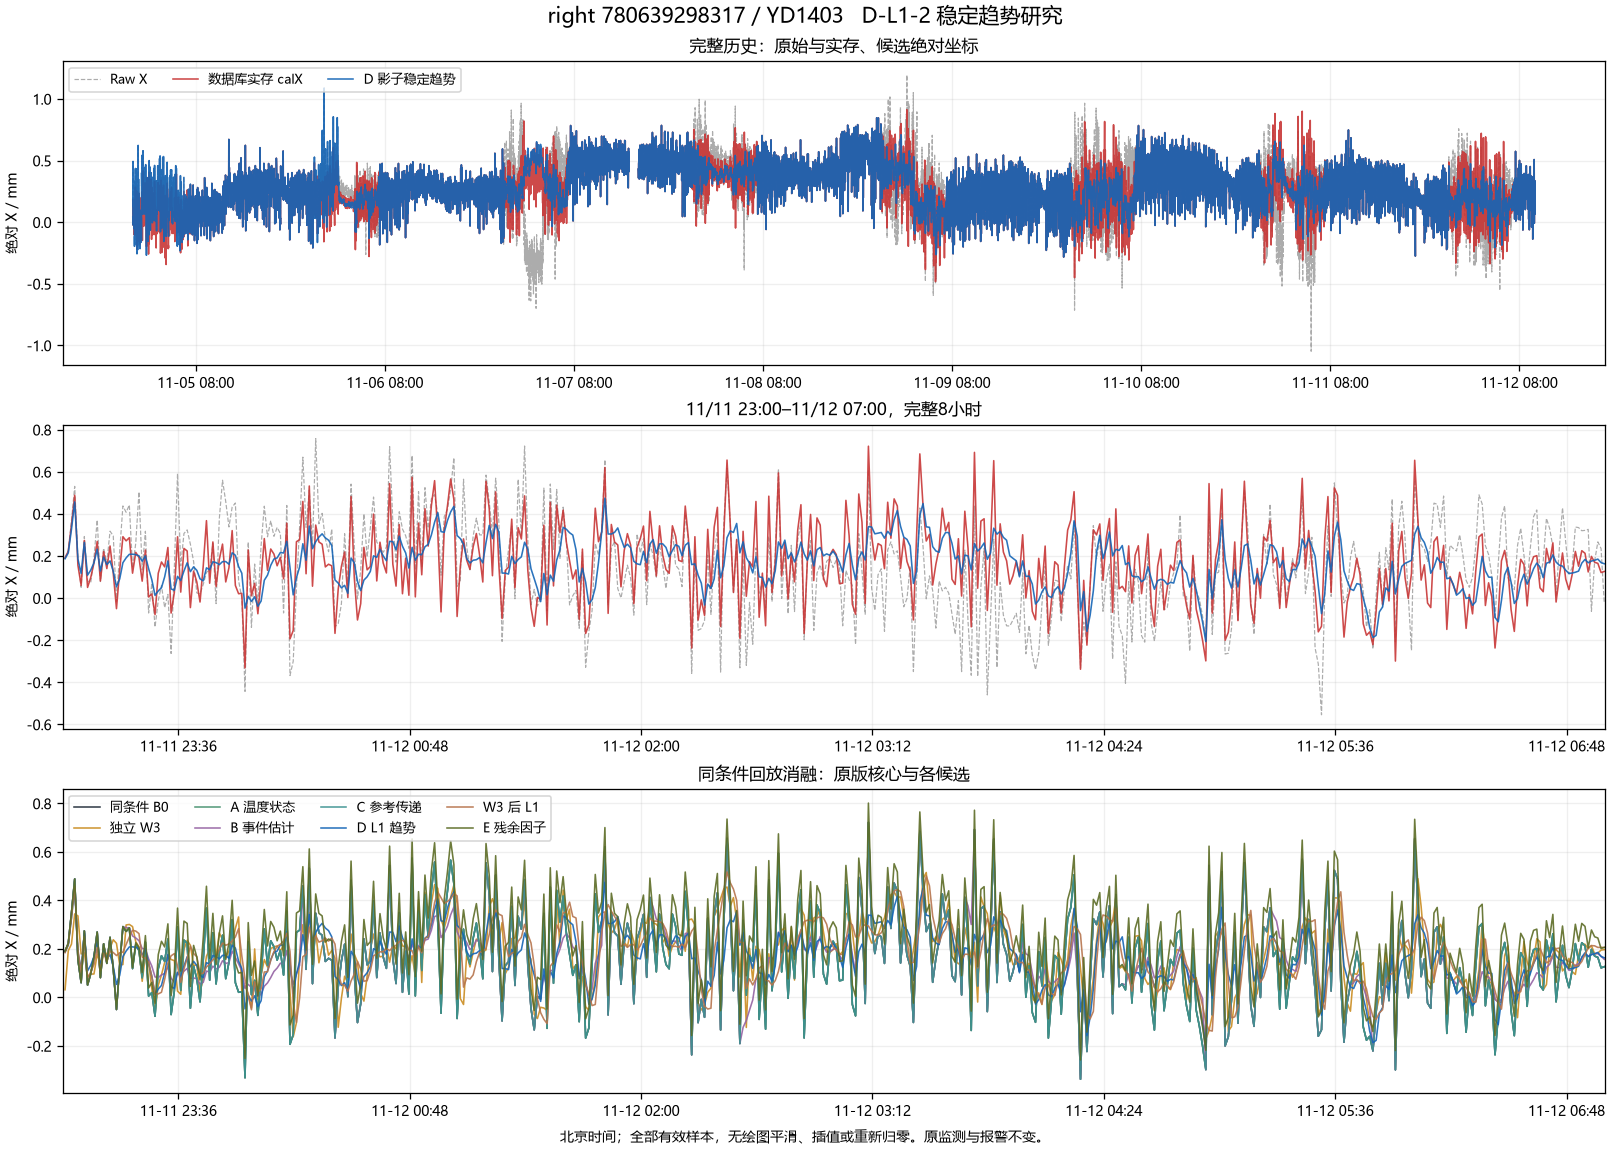 right 780639298317 / YD1403   D-L1-2 稳定趋势研究
完整历史：原始与实存、候选绝对坐标
Raw X
数据库实存 calX
D 影子稳定趋势
绝对 X / mm
1.0
0.5
0.0
-0.5
-1.0
11-05 08:00
11-06 08:00
11-07 08:00
11-08 08:00
11-09 08:00
11-10 08:00
11-11 08:00
11-12 08:00
11/11 23:00–11/12 07:00，完整8小时
绝对 X / mm
0.8
0.6
0.4
0.2
0.0
-0.2
-0.4
-0.6
11-11 23:36
11-12 00:48
11-12 02:00
11-12 03:12
11-12 04:24
11-12 05:36
11-12 06:48
同条件回放消融：原版核心与各候选
同条件 B0
A 温度状态
C 参考传递
W3 后 L1
独立 W3
B 事件估计
D L1 趋势
E 残余因子
绝对 X / mm
0.8
0.6
0.4
0.2
0.0
-0.2
11-11 23:36
11-12 00:48
11-12 02:00
11-12 03:12
11-12 04:24
11-12 05:36
11-12 06:48
北京时间；全部有效样本，无绘图平滑、插值或重新归零。原监测与报警不变。